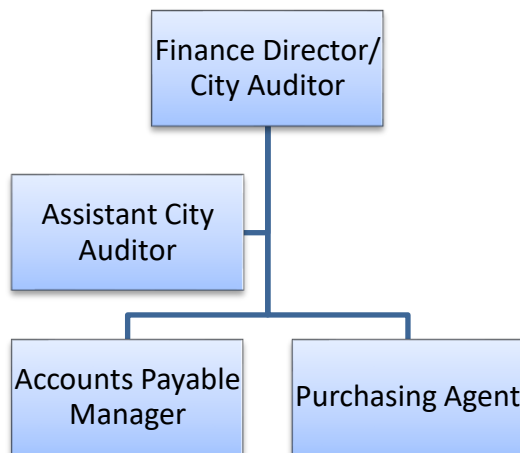 Finance Director/
City Auditor
Assistant City
Auditor
Accounts Payable
Manager
Purchasing Agent